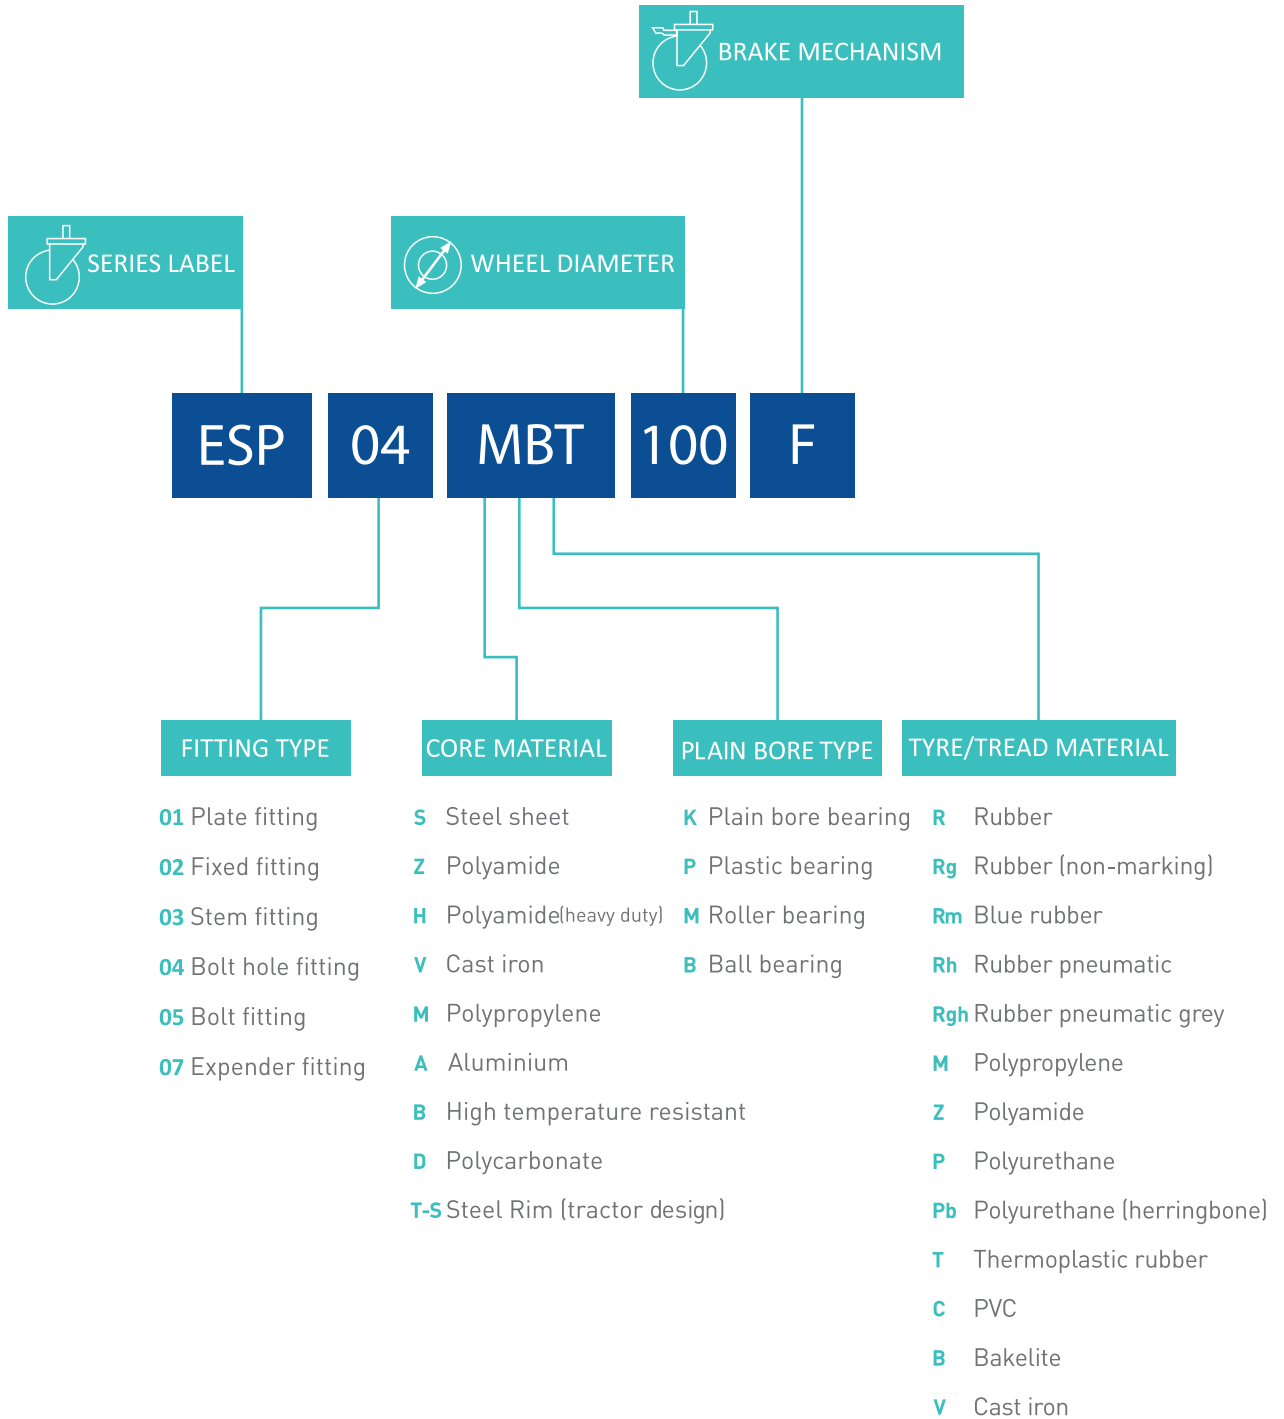 BRAKE MECHANISM
SERIES LABEL
WHEEL DIAMETER
ESP 04 MBT 100 F
FITTING TYPE
01 Plate fitting
02 Fixed fitting
03 Stem fitting
04 Bolt hole fitting
05 Bolt fitting
07 Expender fitting
CORE MATERIAL
S Steel sheet
Z Polyamide
H Polyamide(heavy duty)
V Cast iron
M Polypropylene
A Aluminium
B High temperature resistant
D Polycarbonate
T-S Steel Rim (tractor design)
PLAIN BORE TYPE
K Plain bore bearing
P Plastic bearing
M Roller bearing
B Ball bearing
TYRE/TREAD MATERIAL
R Rubber
Rg Rubber (non-marking)
Rm Blue rubber
Rh Rubber pneumatic
Rgh Rubber pneumatic grey
M Polypropylene
Z Polyamide
P Polyurethane
Pb Polyurethane (herringbone)
T Thermoplastic rubber
C PVC
B Bakelite
V Cast iron